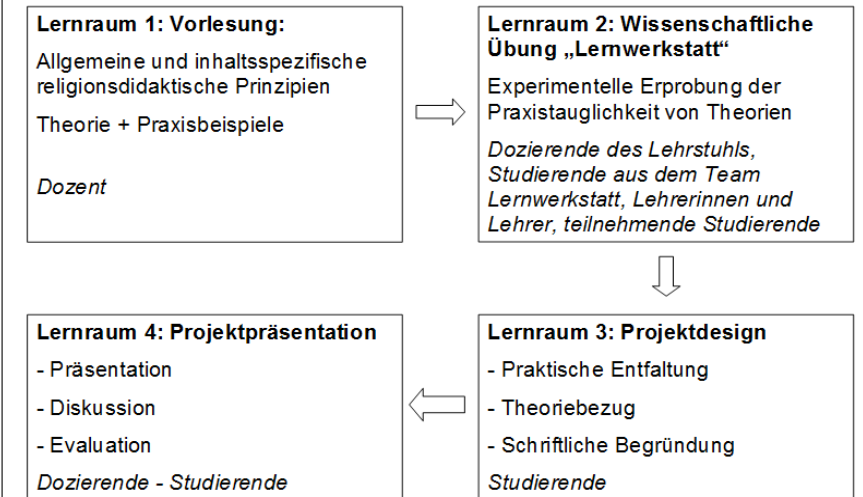 Lernraum 1: Vorlesung:
Allgemeine und inhaltsspezifische
religionsdidaktische Prinzipien
Theorie + Praxisbeispiele
Dozent
Lernraum 2: Wissenschaftliche
Übung „Lernwerkstatt“
Experimentelle Erprobung der
Praxistauglichkeit von Theorien
Dozierende des Lehrstuhls,
Studierende aus dem Team
Lernwerkstatt, Lehrerinnen und
Lehrer, teilnehmende Studierende
Lernraum 3: Projektdesign
- Praktische Entfaltung
- Theoriebezug
- Schriftliche Begründung
Studierende
Lernraum 4: Projektpräsentation
- Präsentation
- Diskussion
- Evaluation
Dozierende - Studierende